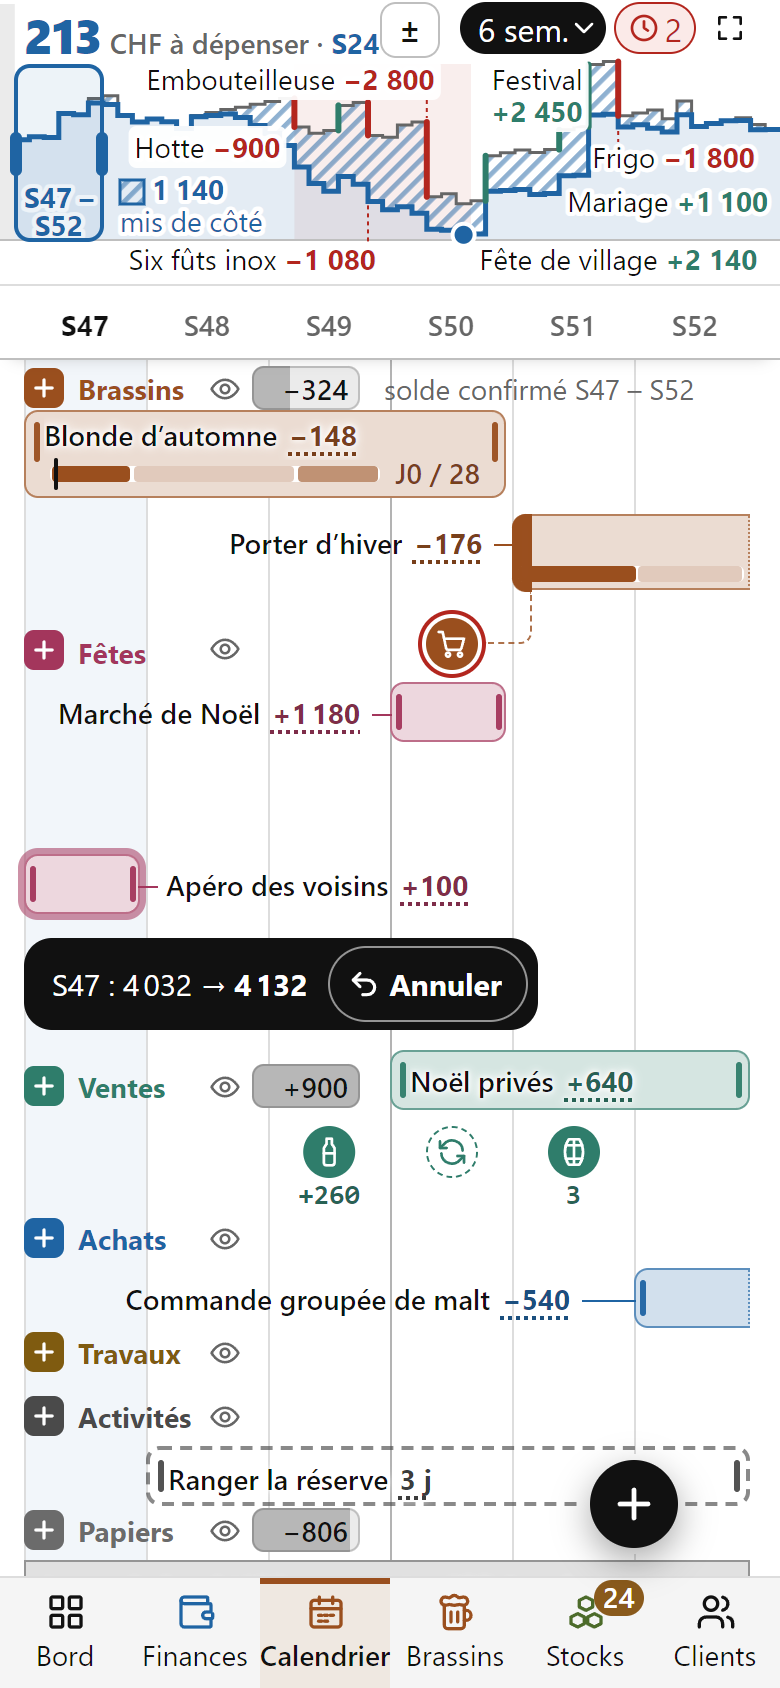 213 CHF à dépenser · S24
±
6 sem.
2
Embouteilleuse −2 800
Festival
+2 450
Hotte −900
Frigo −1 800
S47 –
S52
1 140
mis de côté
Mariage +1 100
Six fûts inox −1 080
Fête de village +2 140
S47 S48 S49 S50 S51 S52
Brassins −324 solde confirmé S47 – S52
Blonde d’automne −148
J0 / 28
Porter d’hiver −176
Fêtes
Marché de Noël +1 180
Apéro des voisins +100
S47 : 4 032 → 4 132 Annuler
Ventes +900 Noël privés +640
+260 3
Achats
Commande groupée de malt −540
Travaux
Activités
Ranger la réserve 3 j
Papiers −806
24
Bord Finances Calendrier Brassins Stocks Clients